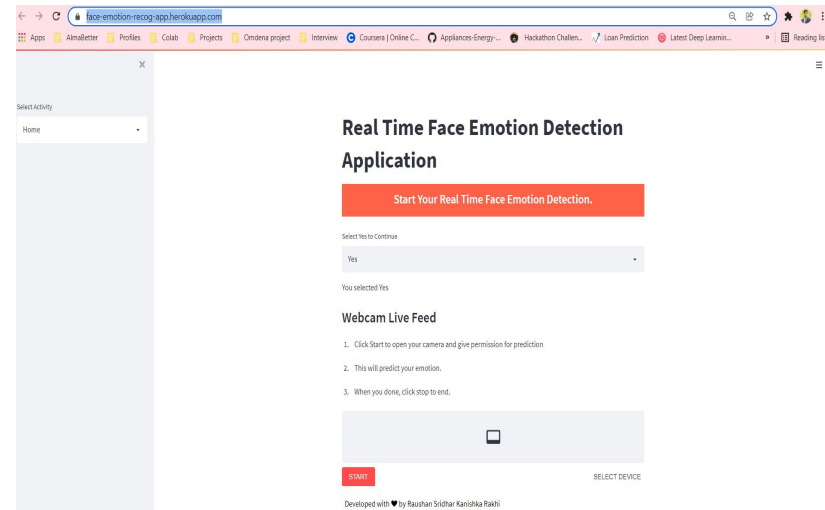 face-emotion-recog-app.herokuapp.com
Apps AlmaBetter Profiles Colab Projects Omdena project Interview Coursera | Online C... Appliances-Energy-... Hackathon Challen... Loan Prediction Latest Deep Learnin... » Reading lis
×
Select Activity
Home
Real Time Face Emotion Detection
Application
Start Your Real Time Face Emotion Detection.
Select Yes to Continue
Yes
You selected Yes
Webcam Live Feed
1. Click Start to open your camera and give permission for prediction
2. This will predict your emotion.
3. When you done, click stop to end.
START SELECT DEVICE
Developed with ♥ by Raushan Sridhar Kanishka Rakhi